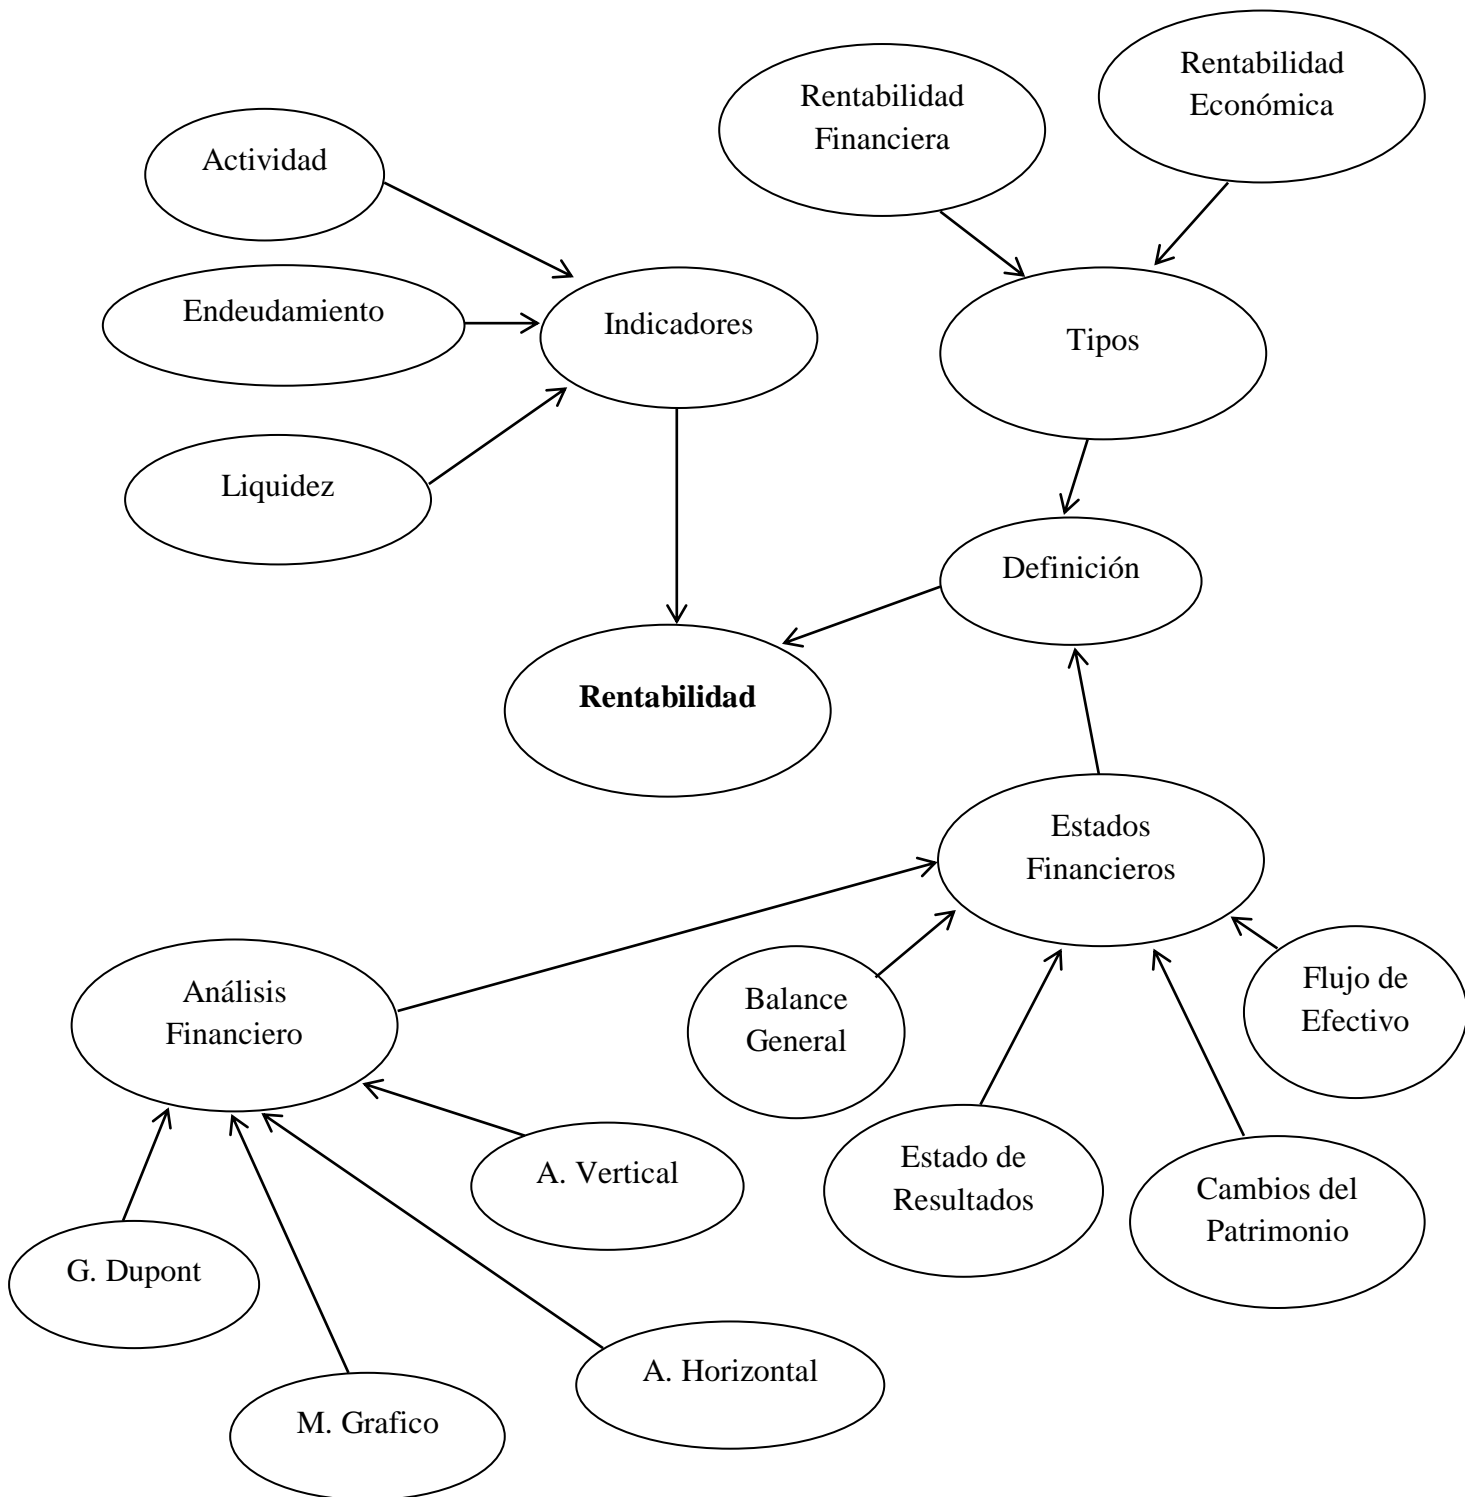 Rentabilidad
Económica
Rentabilidad
Financiera
Actividad
Endeudamiento
Indicadores
Tipos
Liquidez
Definición
Rentabilidad
Estados
Financieros
Análisis
Financiero
Balance
General
Flujo de
Efectivo
A. Vertical
Estado de
Resultados
Cambios del
Patrimonio
G. Dupont
A. Horizontal
M. Grafico